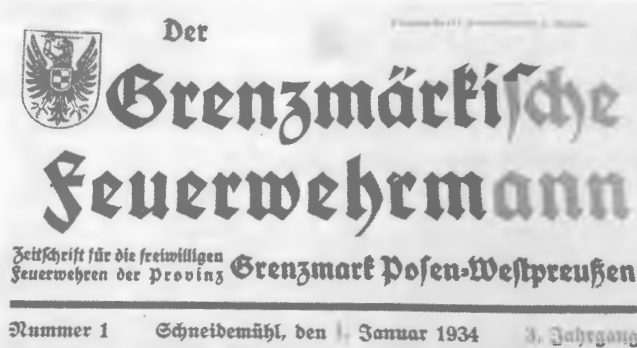 Der
Grenzmärkische
Feuerwehrmann
Zeitschrift für die freiwilligen
Feuerwehren der Provinz Grenzmark Posen-Westpreußen
Nummer 1 Schneidemühl, den 1. Januar 1934 3. Jahrgang